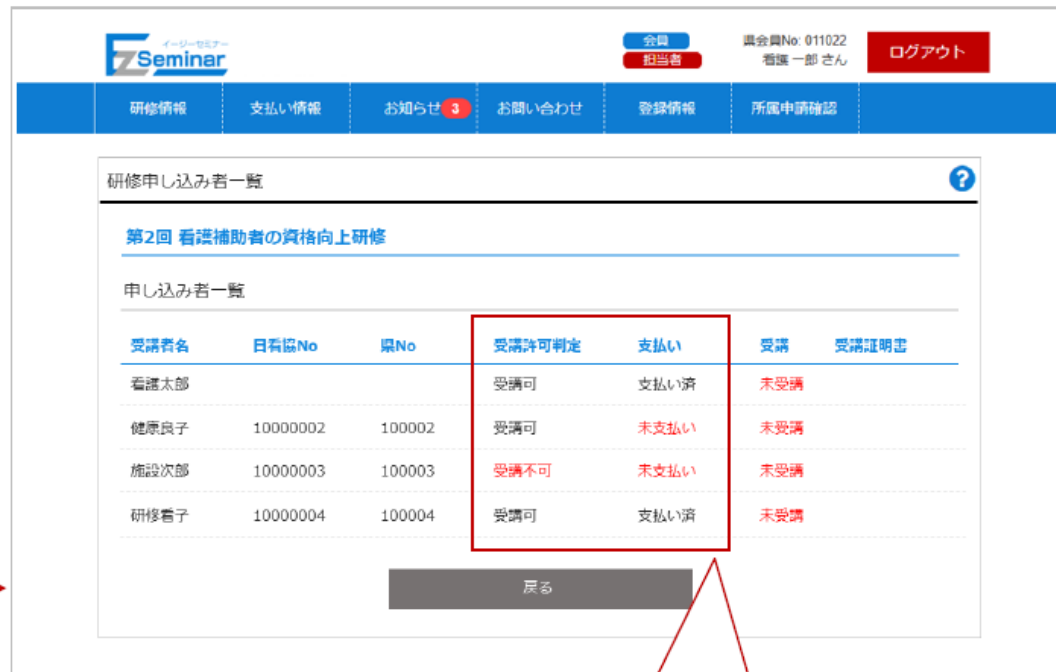 イージーセミナー
EZ Seminar
会員
担当者
県会員No: 011022
看護 一郎 さん
ログアウト
研修情報 支払い情報 お知らせ 3 お問い合わせ 登録情報 所属申請確認
研修申し込み者一覧 ?
第2回 看護補助者の資格向上研修
申し込み者一覧
受講者名 日看協No 県No 受講許可判定 支払い 受講 受講証明書
看護太郎 受講可 支払い済 未受講
健康良子 10000002 100002 受講可 未支払い 未受講
施設次郎 10000003 100003 受講不可 未支払い 未受講
研修看子 10000004 100004 受講可 支払い済 未受講
戻る